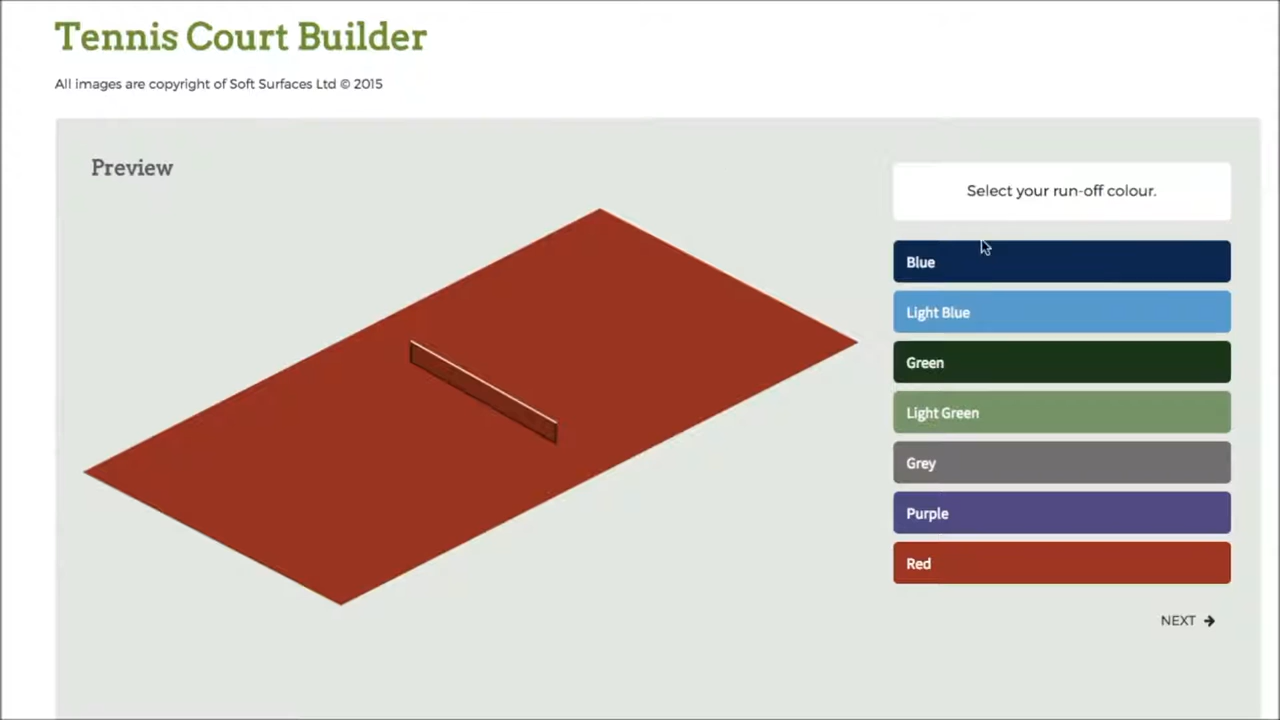 Tennis Court Builder
All images are copyright of Soft Surfaces Ltd © 2015
Preview
Select your run-off colour.
Blue
Light Blue
Green
Light Green
Grey
Purple
Red
NEXT